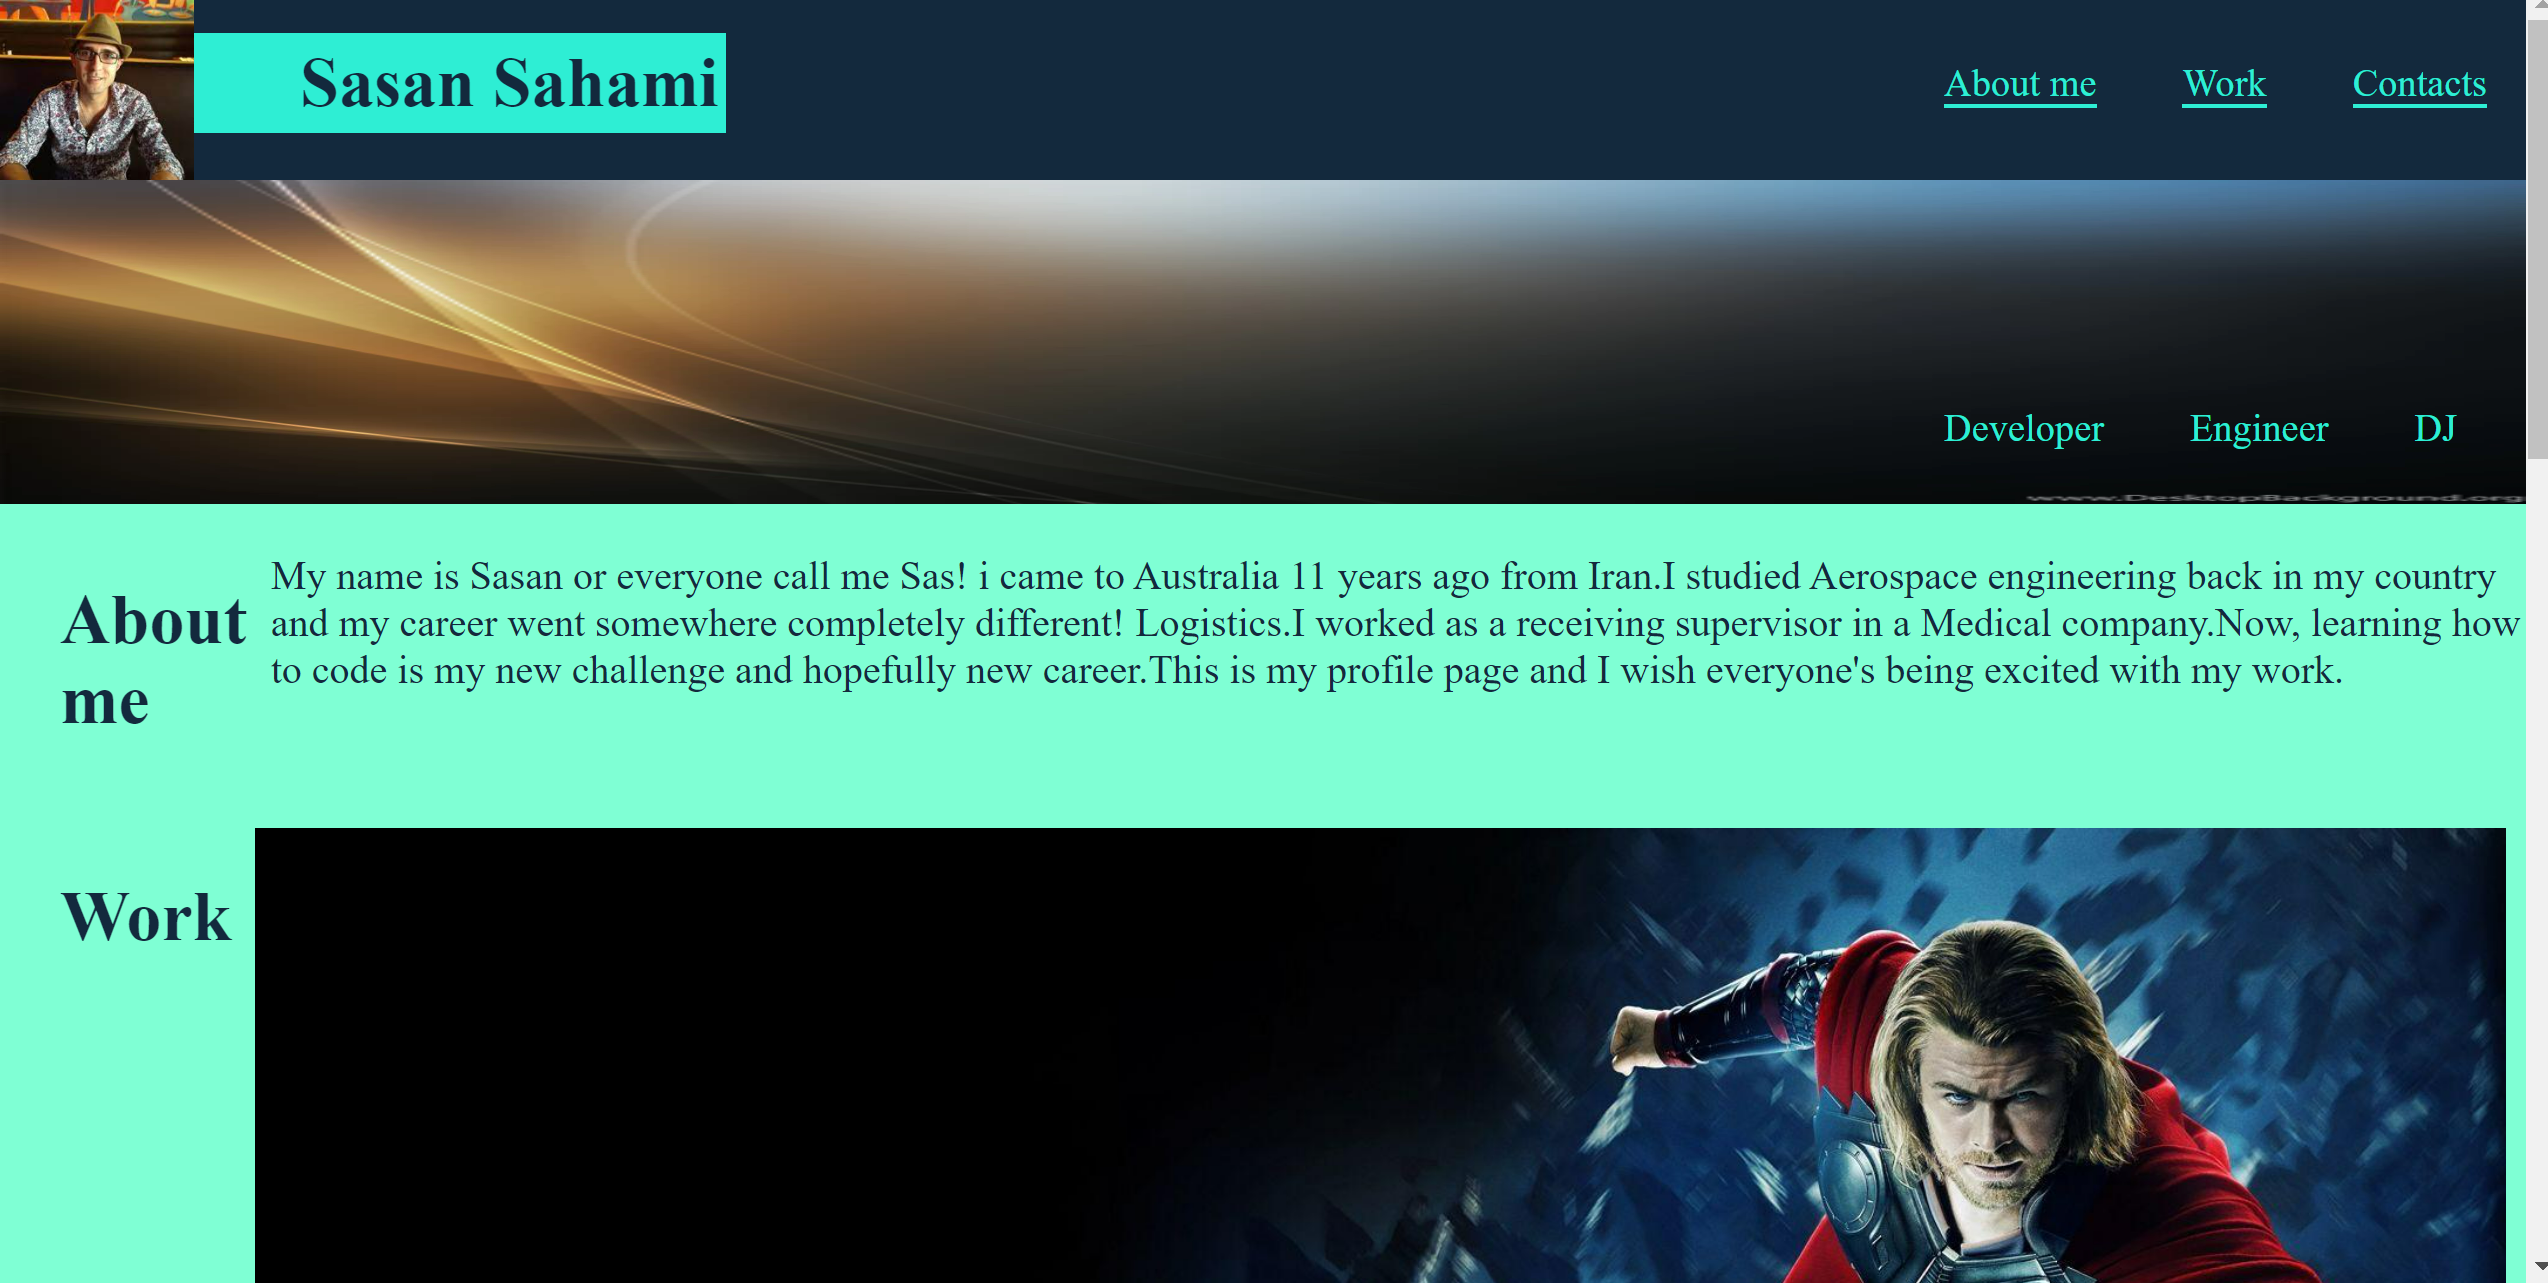 Sasan Sahami
About me Work Contacts
Developer Engineer DJ
www.DesktopBackground.org
About
me
My name is Sasan or everyone call me Sas! i came to Australia 11 years ago from Iran.I studied Aerospace engineering back in my country
and my career went somewhere completely different! Logistics.I worked as a receiving supervisor in a Medical company.Now, learning how
to code is my new challenge and hopefully new career.This is my profile page and I wish everyone's being excited with my work.
Work